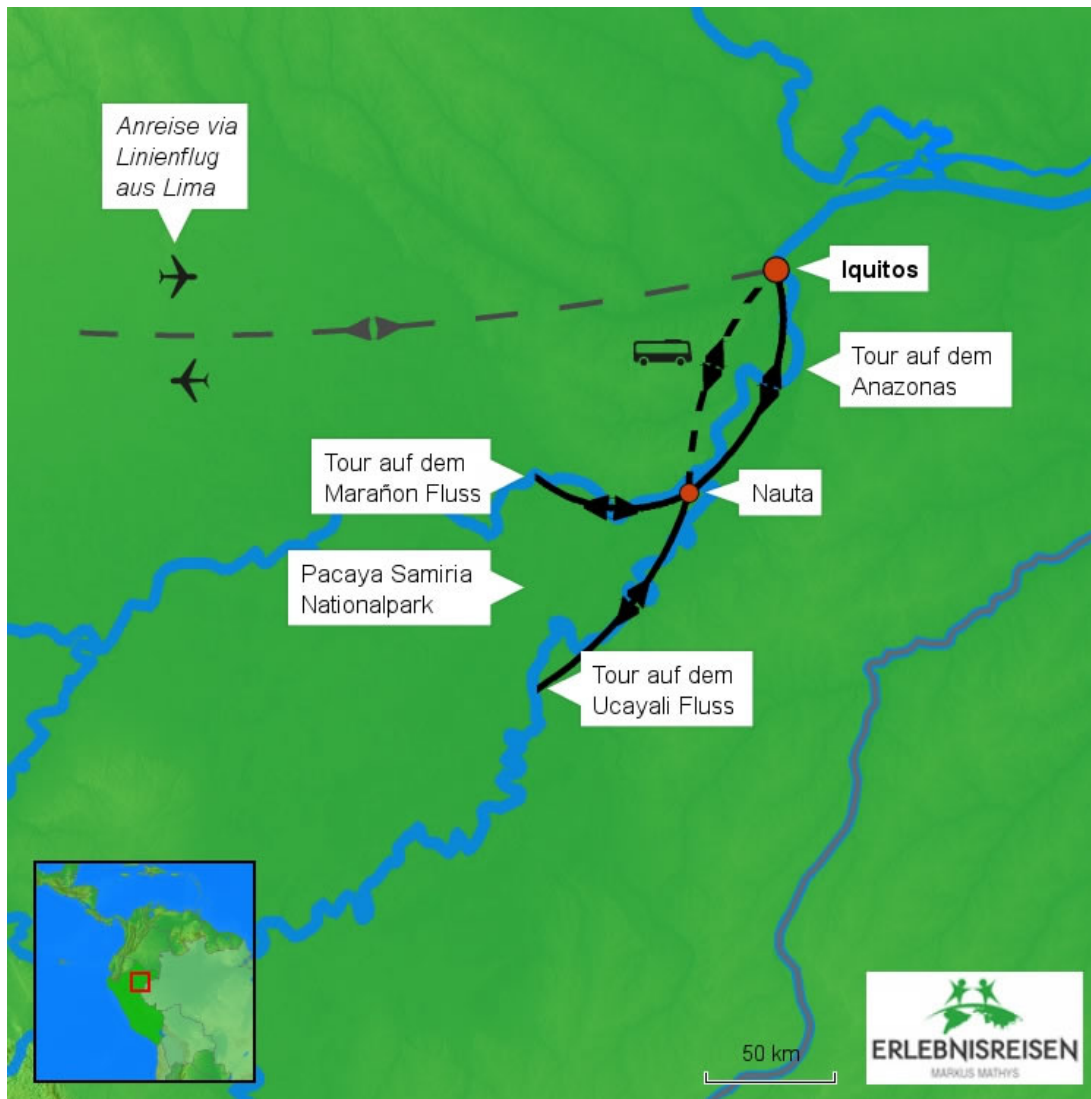 Anreise via
Linienflug
aus Lima
Iquitos
Tour auf dem
Anazonas
Tour auf dem
Marañon Fluss
Nauta
Pacaya Samiria
Nationalpark
Tour auf dem
Ucayali Fluss
50 km
ERLEBNISREISEN
MARKUS MATHYS